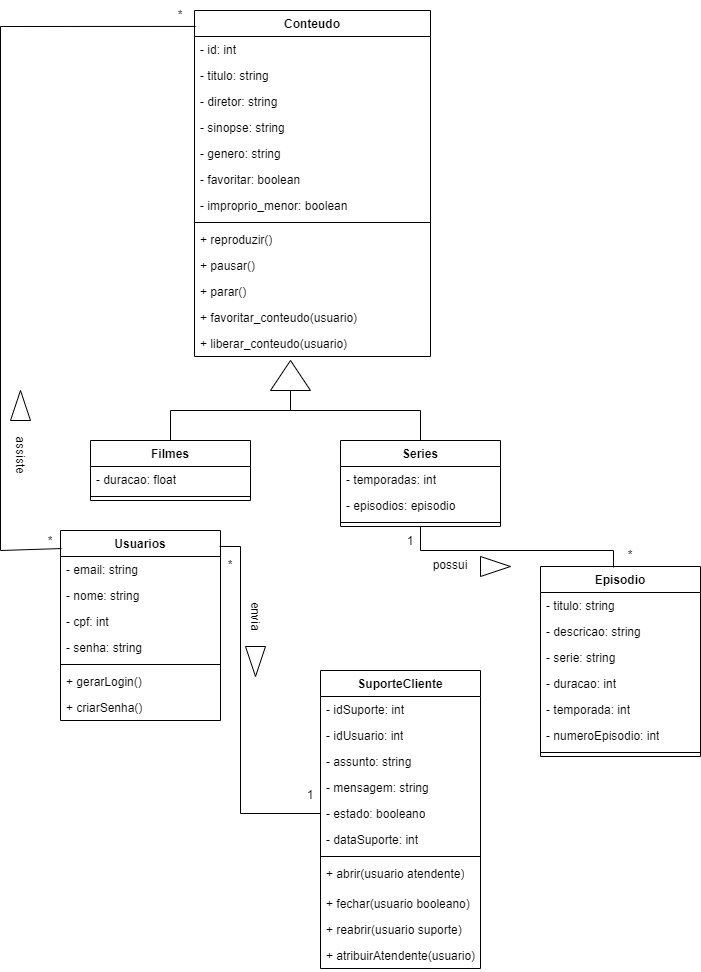 *
Conteudo
- id: int
- titulo: string
- diretor: string
- sinopse: string
- genero: string
- favoritar: boolean
- improprio_menor: boolean
+ reproduzir()
+ pausar()
+ parar()
+ favoritar_conteudo(usuario)
+ liberar_conteudo(usuario)
assiste
Filmes
- duracao: float
Series
- temporadas: int
- episodios: episodio
*
Usuarios
- email: string
- nome: string
- cpf: int
- senha: string
+ gerarLogin()
+ criarSenha()
*
envia
1
possui
*
Episodio
- titulo: string
- descricao: string
- serie: string
- duracao: int
- temporada: int
- numeroEpisodio: int
1
SuporteCliente
- idSuporte: int
- idUsuario: int
- assunto: string
- mensagem: string
- estado: booleano
- dataSuporte: int
+ abrir(usuario atendente)
+ fechar(usuario booleano)
+ reabrir(usuario suporte)
+ atribuirAtendente(usuario)